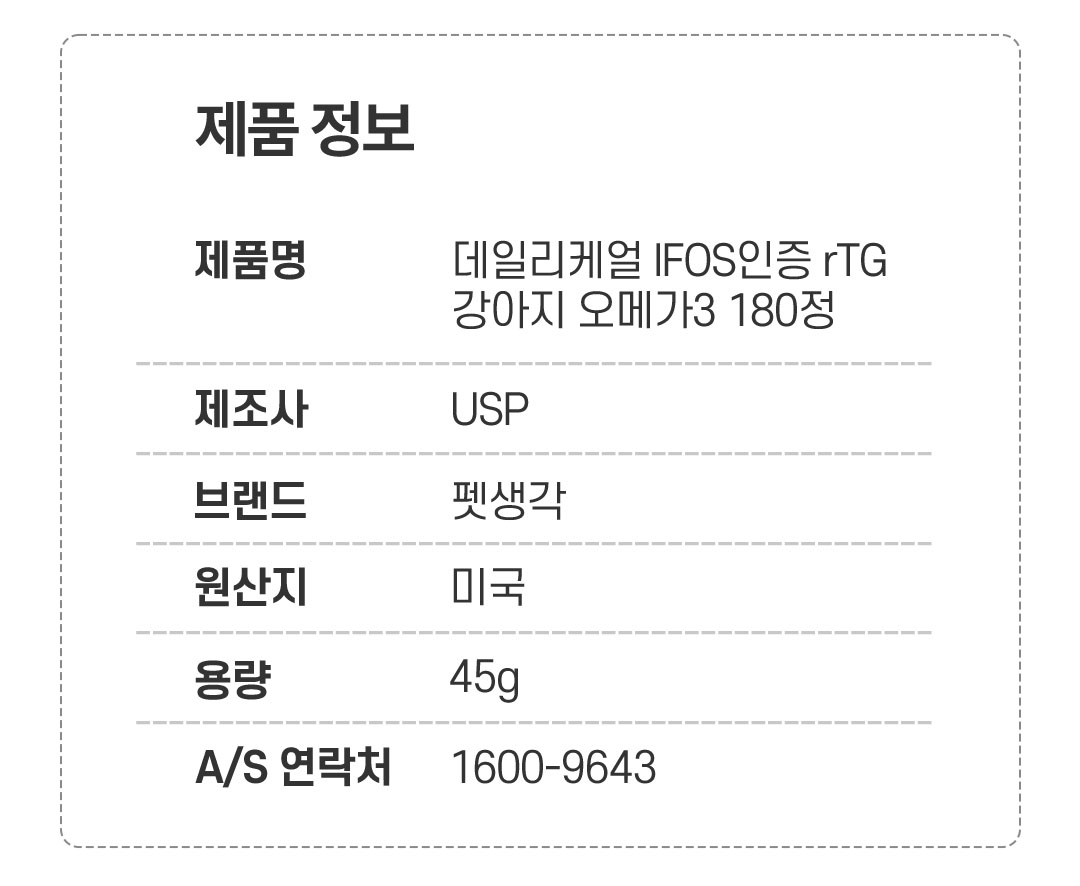 제품 정보
제품명 데일리케얼 IFOS인증 rTG
강아지 오메가3 180정
제조사 USP
브랜드 펫생각
원산지 미국
용량 45g
A/S 연락처 1600-9643